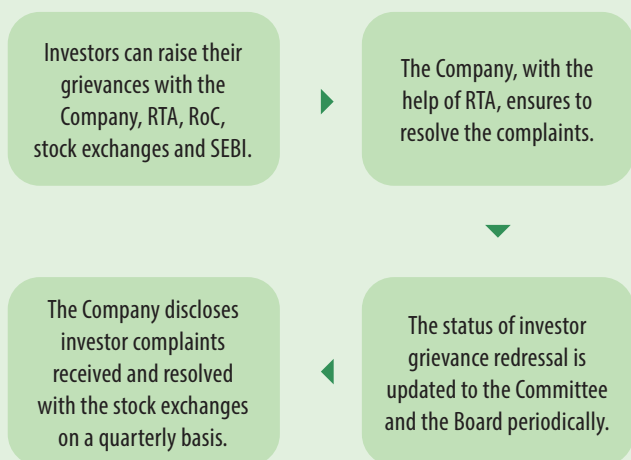 Investors can raise their
grievances with the
Company, RTA, RoC,
stock exchanges and SEBI.
The Company, with the
help of RTA, ensures to
resolve the complaints.
The status of investor
grievance redressal is
updated to the Committee
and the Board periodically.
The Company discloses
investor complaints
received and resolved
with the stock exchanges
on a quarterly basis.